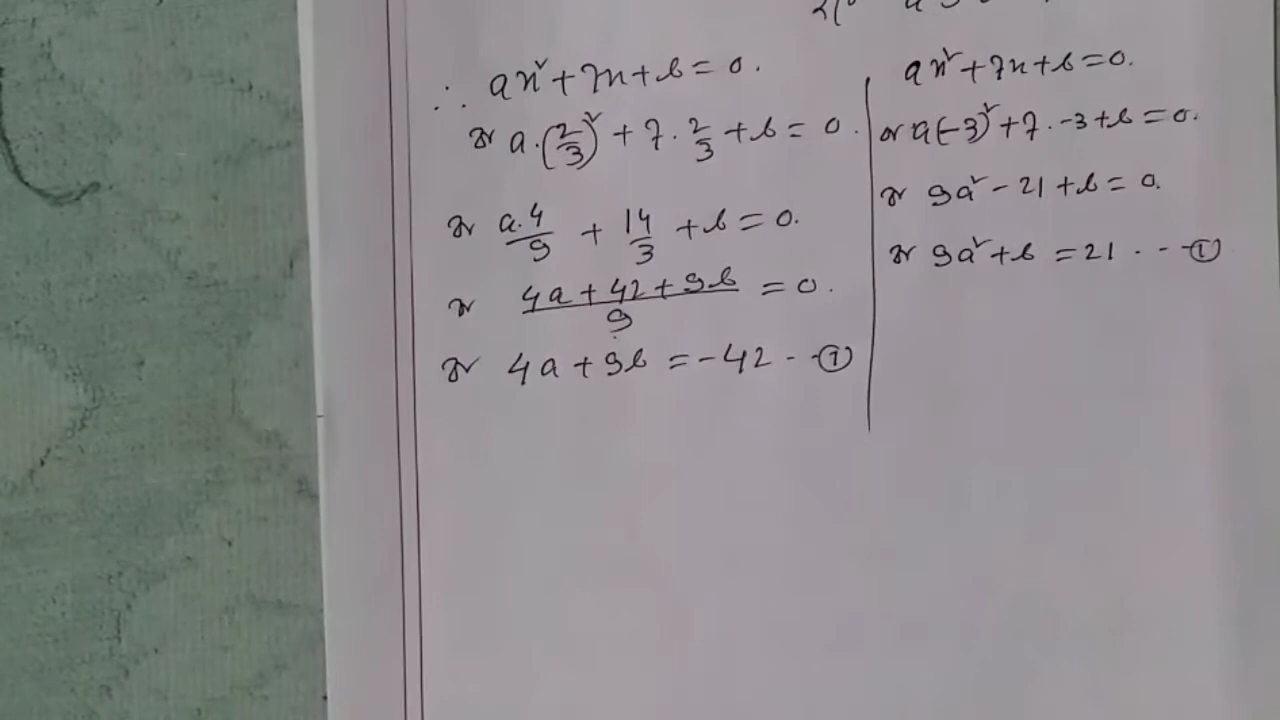 ∴ ax² + 7x + b = 0.
or a.(2/3)² + 7 . 2/3 + b = 0.
or a.4/9 + 14/3 + b = 0.
or 4a + 42 + 9b / 9 = 0.
or 4a + 9b = -42 - - ①
ax² + 7x + b = 0.
or a(-3)² + 7 . -3 + b = 0.
or 9a² - 21 + b = 0.
or 9a² + b = 21 . - - ①